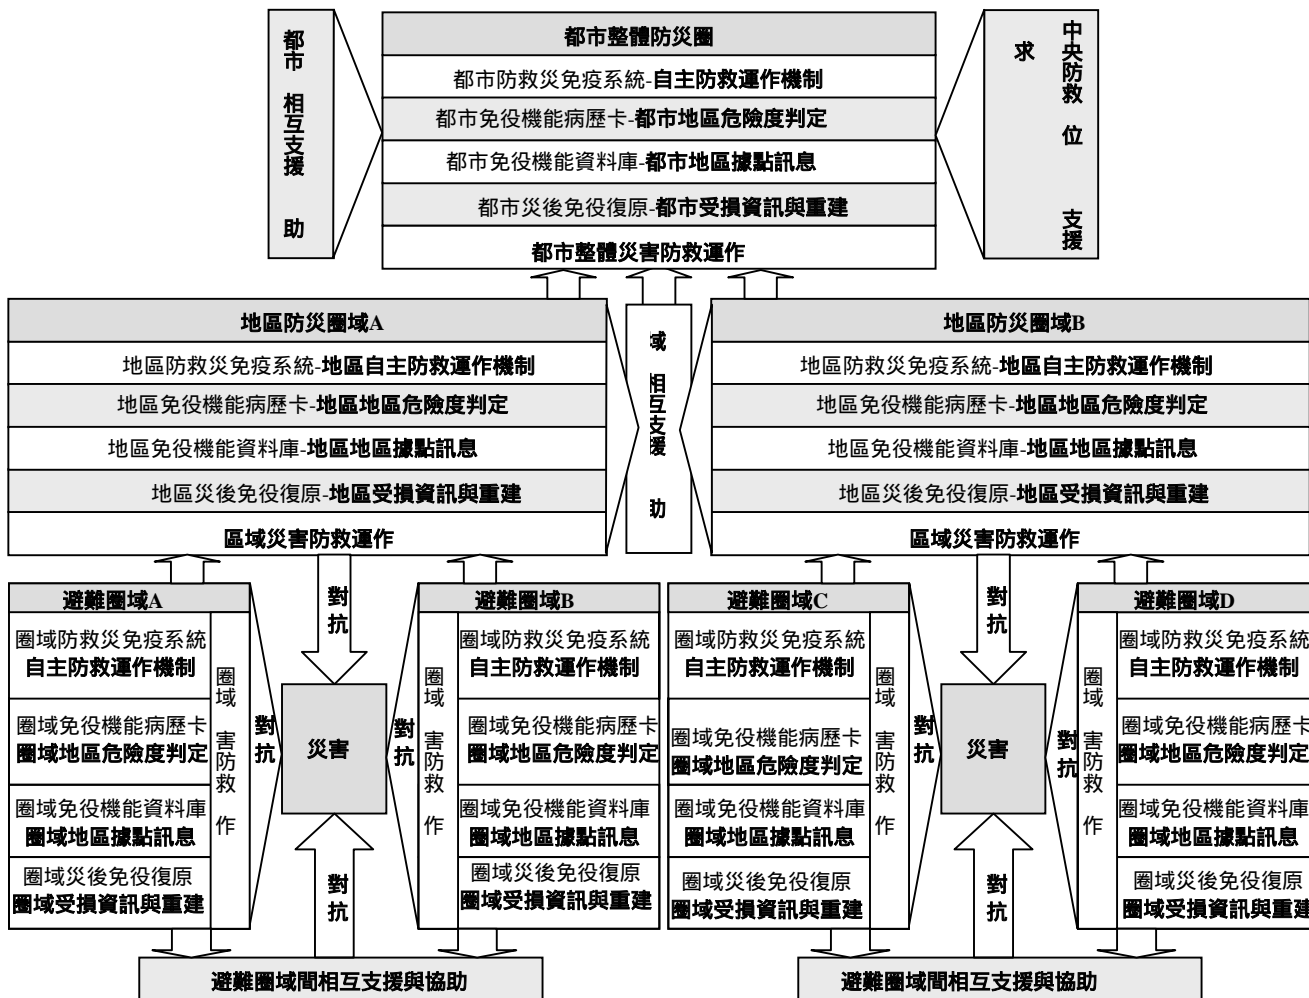 都市整體防災圈
都市防救災免疫系統-自主防救運作機制
都市免役機能病歷卡-都市地區危險度判定
都市免役機能資料庫-都市地區據點訊息
都市災後免役復原-都市受損資訊與重建
都市整體災害防救運作
都市 相互支援 助
中央防救 位 支援
求
地區防災圈域A
地區防救災免疫系統-地區自主防救運作機制
地區免役機能病歷卡-地區地區危險度判定
地區免役機能資料庫-地區地區據點訊息
地區災後免役復原-地區受損資訊與重建
區域災害防救運作
域 相互支援 助
地區防災圈域B
地區防救災免疫系統-地區自主防救運作機制
地區免役機能病歷卡-地區地區危險度判定
地區免役機能資料庫-地區地區據點訊息
地區災後免役復原-地區受損資訊與重建
區域災害防救運作
避難圈域A
圈域防救災免疫系統
自主防救運作機制
圈域免役機能病歷卡
圈域地區危險度判定
圈域免役機能資料庫
圈域地區據點訊息
圈域災後免役復原
圈域受損資訊與重建
圈域 害防救 作
對抗
對抗
災害
對抗
對抗
避難圈域B
圈域 害防救 作
圈域防救災免疫系統
自主防救運作機制
圈域免役機能病歷卡
圈域地區危險度判定
圈域免役機能資料庫
圈域地區據點訊息
圈域災後免役復原
圈域受損資訊與重建
避難圈域間相互支援與協助
避難圈域C
圈域防救災免疫系統
自主防救運作機制
圈域免役機能病歷卡
圈域地區危險度判定
圈域免役機能資料庫
圈域地區據點訊息
圈域災後免役復原
圈域受損資訊與重建
圈域 害防救 作
對抗
對抗
災害
對抗
對抗
避難圈域D
圈域 害防救 作
圈域防救災免疫系統
自主防救運作機制
圈域免役機能病歷卡
圈域地區危險度判定
圈域免役機能資料庫
圈域地區據點訊息
圈域災後免役復原
圈域受損資訊與重建
避難圈域間相互支援與協助